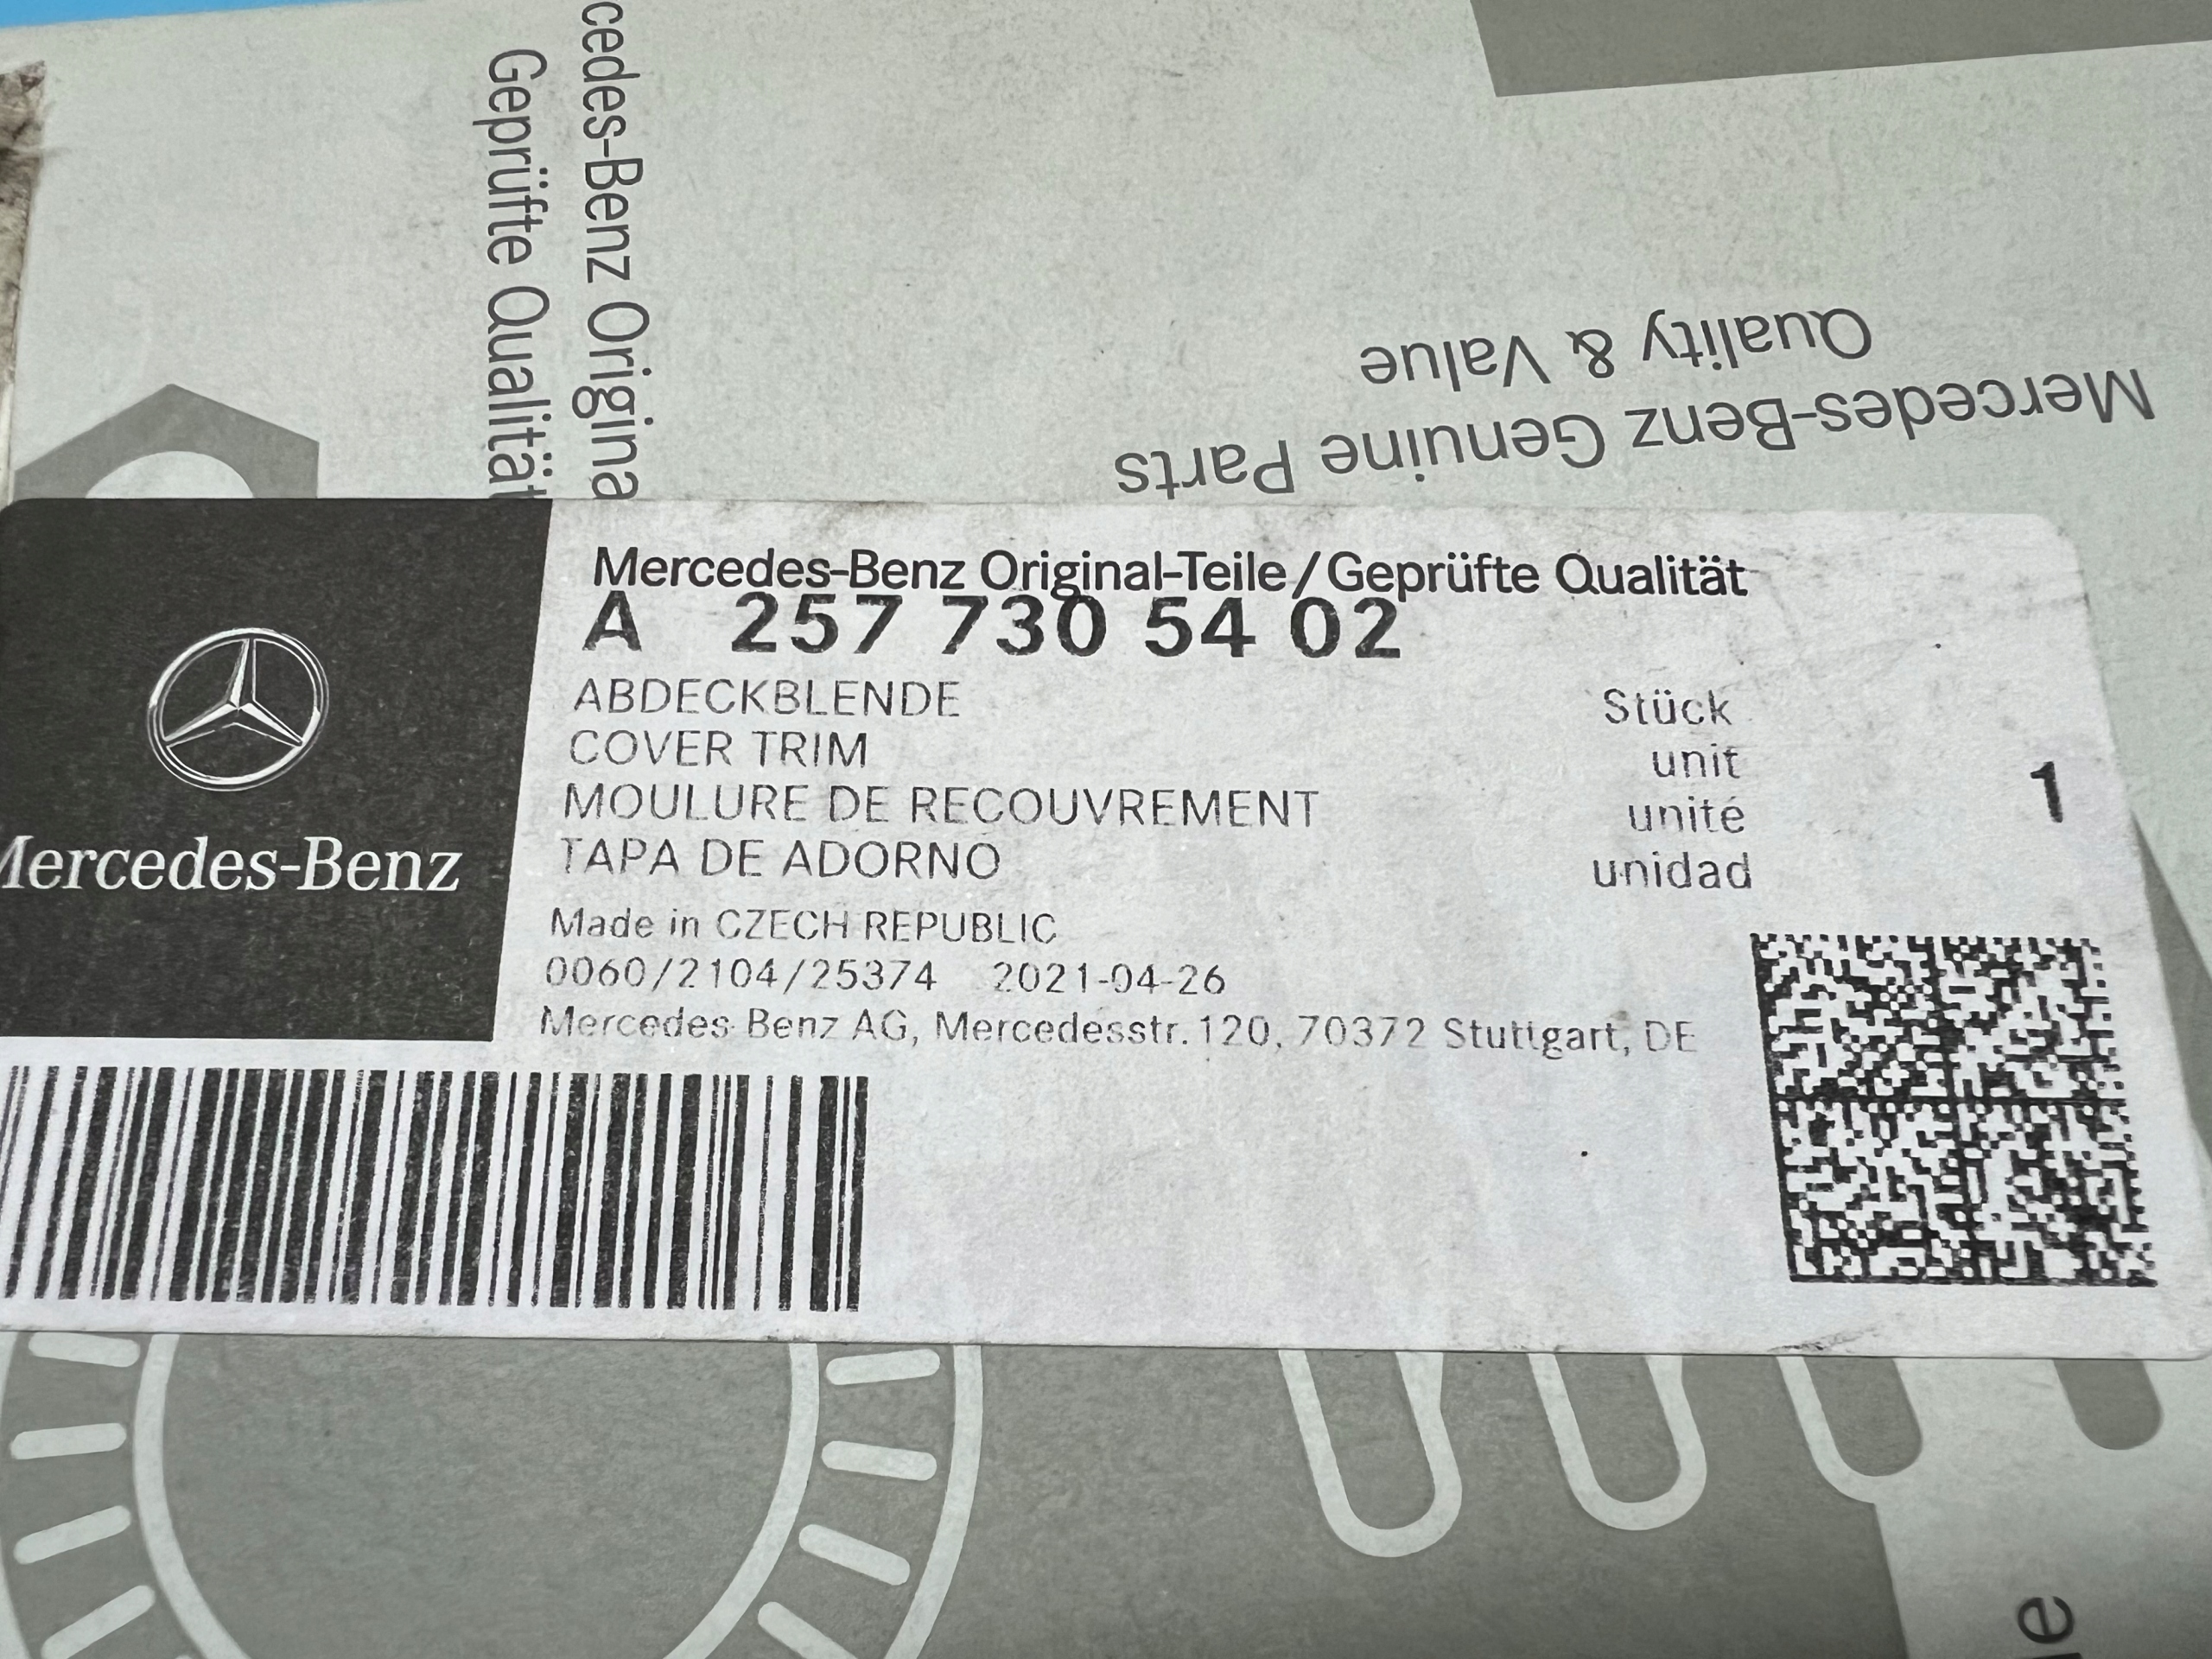 Geprüfte Qualität
cedes-Benz Origina
Mercedes-Benz Genuine Parts
Quality & Value
Mercedes-Benz
Mercedes-Benz Original-Teile/Geprüfte Qualität
A 257 730 54 02
ABDECKBLENDE Stück
COVER TRIM unit
MOULURE DE RECOUVREMENT unité 1
TAPA DE ADORNO unidad
Made in CZECH REPUBLIC
0060/2104/25374 2021-04-26
Mercedes-Benz AG, Mercedesstr. 120, 70372 Stuttgart, DE